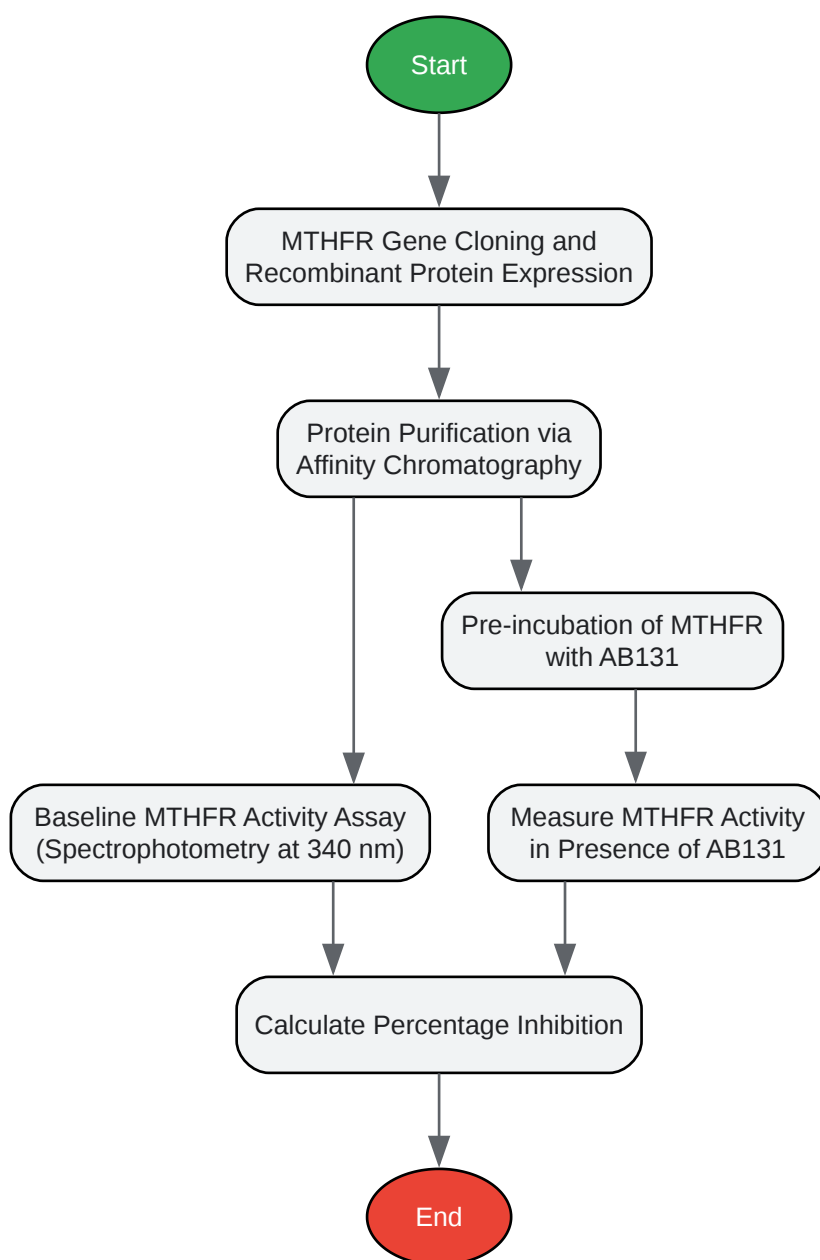 Start
MTHFR Gene Cloning and
Recombinant Protein Expression
Protein Purification via
Affinity Chromatography
Pre-incubation of MTHFR
with AB131
Baseline MTHFR Activity Assay
(Spectrophotometry at 340 nm)
Measure MTHFR Activity
in Presence of AB131
Calculate Percentage Inhibition
End